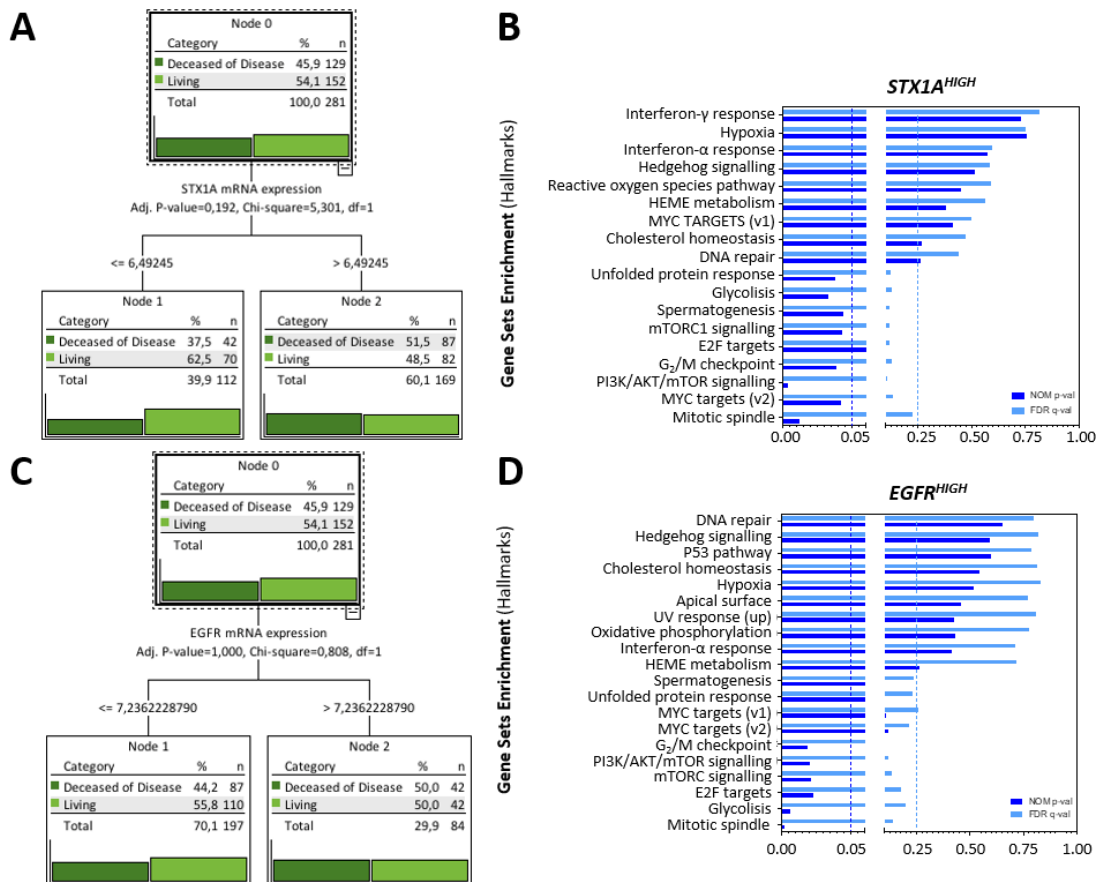 A
Node 0
Category % n
Deceased of Disease 45,9 129
Living 54,1 152
Total 100,0 281
STX1A mRNA expression
Adj. P-value=0,192, Chi-square=5,301, df=1
<= 6,49245
> 6,49245
Node 1
Category % n
Deceased of Disease 37,5 42
Living 62,5 70
Total 39,9 112
Node 2
Category % n
Deceased of Disease 51,5 87
Living 48,5 82
Total 60,1 169
B
STX1A^HIGH
Gene Sets Enrichment (Hallmarks)
Interferon-γ response
Hypoxia
Interferon-α response
Hedgehog signalling
Reactive oxygen species pathway
HEME metabolism
MYC TARGETS (v1)
Cholesterol homeostasis
DNA repair
Unfolded protein response
Glycolisis
Spermatogenesis
mTORC1 signalling
E2F targets
G₂/M checkpoint
PI3K/AKT/mTOR signalling
MYC targets (v2)
Mitotic spindle
NOM p-val
FDR q-val
0.00 0.05 0.25 0.50 0.75 1.00
C
Node 0
Category % n
Deceased of Disease 45,9 129
Living 54,1 152
Total 100,0 281
EGFR mRNA expression
Adj. P-value=1,000, Chi-square=0,808, df=1
<= 7,2362228790
> 7,2362228790
Node 1
Category % n
Deceased of Disease 44,2 87
Living 55,8 110
Total 70,1 197
Node 2
Category % n
Deceased of Disease 50,0 42
Living 50,0 42
Total 29,9 84
D
EGFR^HIGH
Gene Sets Enrichment (Hallmarks)
DNA repair
Hedgehog signalling
P53 pathway
Cholesterol homeostasis
Hypoxia
Apical surface
UV response (up)
Oxidative phosphorylation
Interferon-α response
HEME metabolism
Spermatogenesis
Unfolded protein response
MYC targets (v1)
MYC targets (v2)
G₂/M checkpoint
PI3K/AKT/mTOR signalling
mTORC signalling
E2F targets
Glycolisis
Mitotic spindle
NOM p-val
FDR q-val
0.00 0.05 0.25 0.50 0.75 1.00